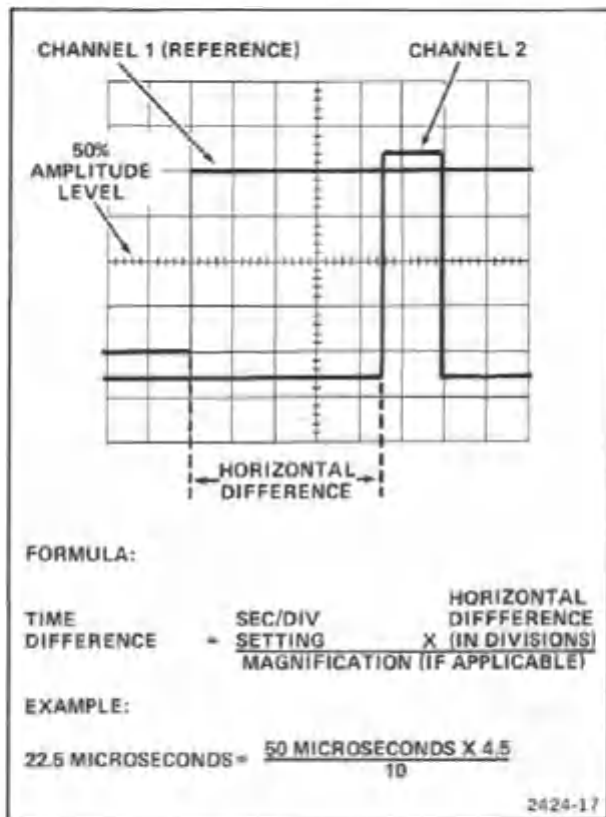 CHANNEL 1 (REFERENCE)
CHANNEL 2
50%
AMPLITUDE
LEVEL
HORIZONTAL
DIFFERENCE
FORMULA:
HORIZONTAL
TIME SEC/DIV DIFFFERENCE
DIFFERENCE = SETTING X (IN DIVISIONS)
MAGNIFICATION (IF APPLICABLE)
EXAMPLE:
22.5 MICROSECONDS = 50 MICROSECONDS X 4.5
10
2424-17